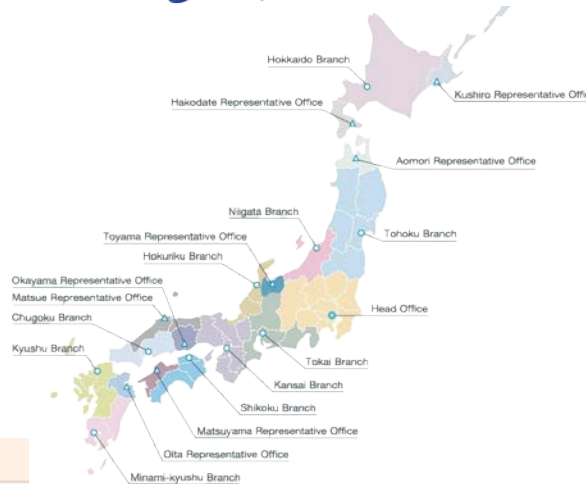 Hokkaido Branch
Kushiro Representative Offi
Hakodate Representative Office
Aomori Representative Office
Niigata Branch
Tohoku Branch
Toyama Representative Office
Hokuriku Branch
Okayama Representative Office
Matsue Representative Office
Head Office
Chugoku Branch
Kyushu Branch
Tokai Branch
Kansai Branch
Shikoku Branch
Matsuyama Representative Office
Oita Representative Office
Minami-kyushu Branch